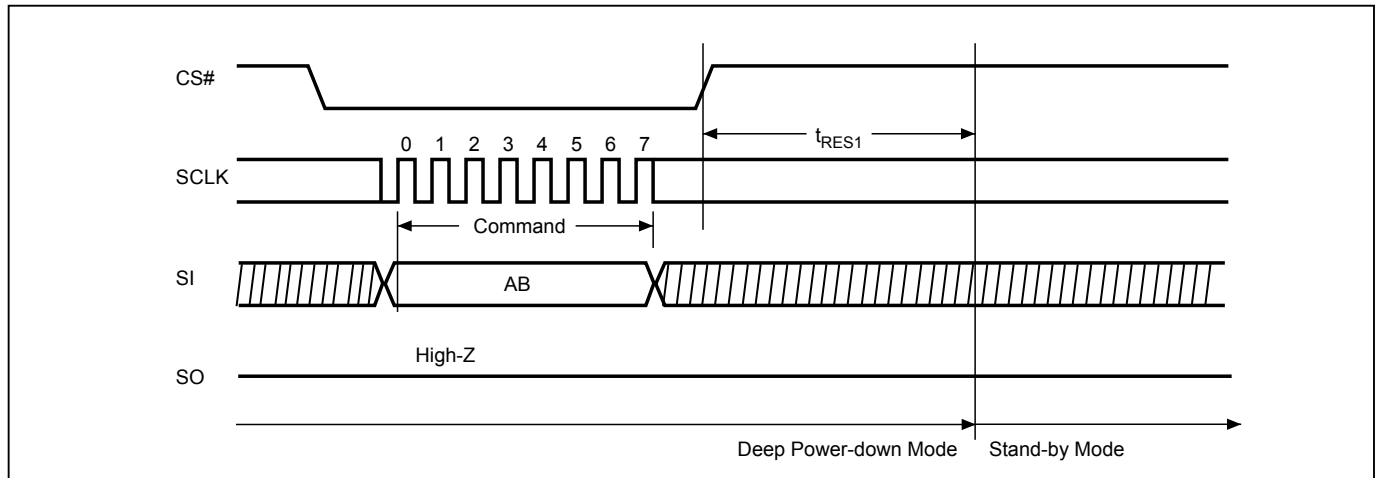 CS#
t_RES1
0 1 2 3 4 5 6 7
SCLK
Command
SI
AB
High-Z
SO
Deep Power-down Mode Stand-by Mode